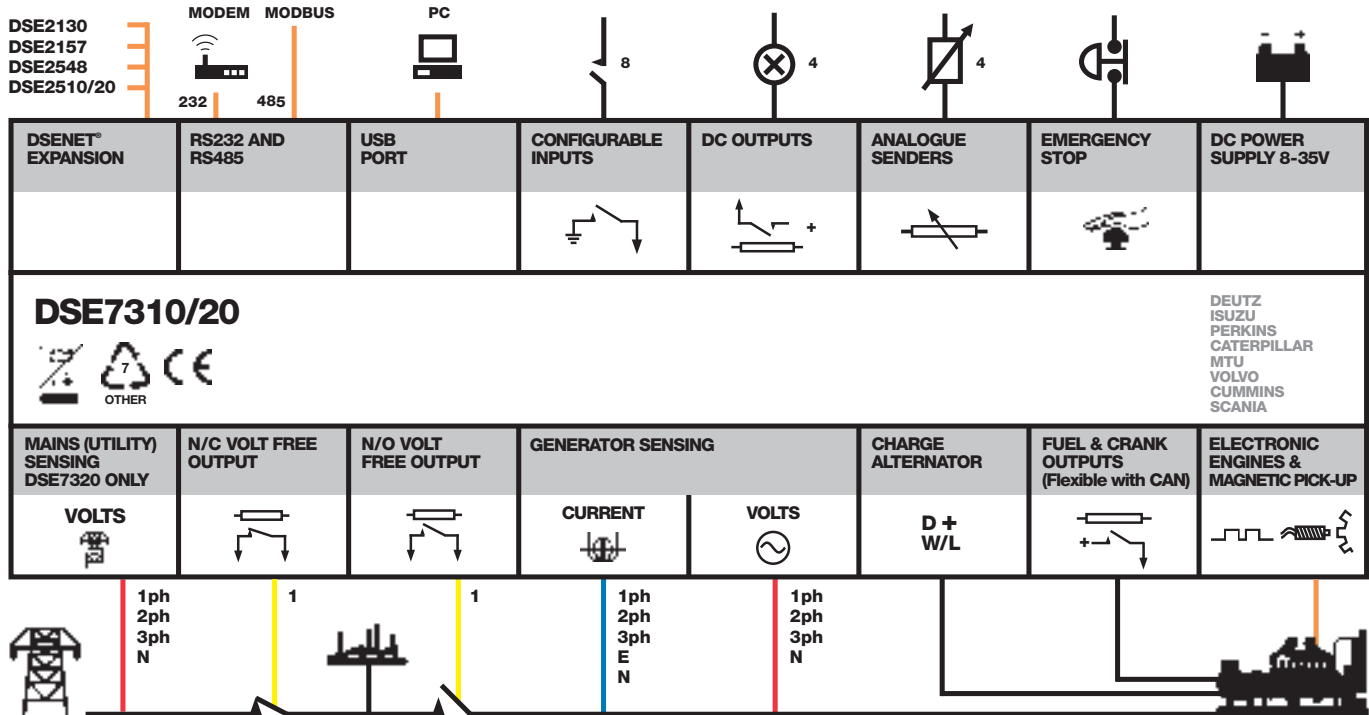 DSE2130
DSE2157
DSE2548
DSE2510/20
MODEM
MODBUS
PC
232
485
8
4
4
- +
DSENET®
EXPANSION
RS232 AND
RS485
USB
PORT
CONFIGURABLE
INPUTS
DC OUTPUTS
ANALOGUE
SENDERS
EMERGENCY
STOP
DC POWER
SUPPLY 8-35V
+
DSE7310/20
7
OTHER
CE
DEUTZ
ISUZU
PERKINS
CATERPILLAR
MTU
VOLVO
CUMMINS
SCANIA
MAINS (UTILITY)
SENSING
DSE7320 ONLY
VOLTS
N/C VOLT FREE
OUTPUT
N/O VOLT
FREE OUTPUT
GENERATOR SENSING
CURRENT
VOLTS
CHARGE
ALTERNATOR
D +
W/L
FUEL & CRANK
OUTPUTS
(Flexible with CAN)
+
ELECTRONIC
ENGINES &
MAGNETIC PICK-UP
1ph
2ph
3ph
N
1
1
1ph
2ph
3ph
E
N
1ph
2ph
3ph
N